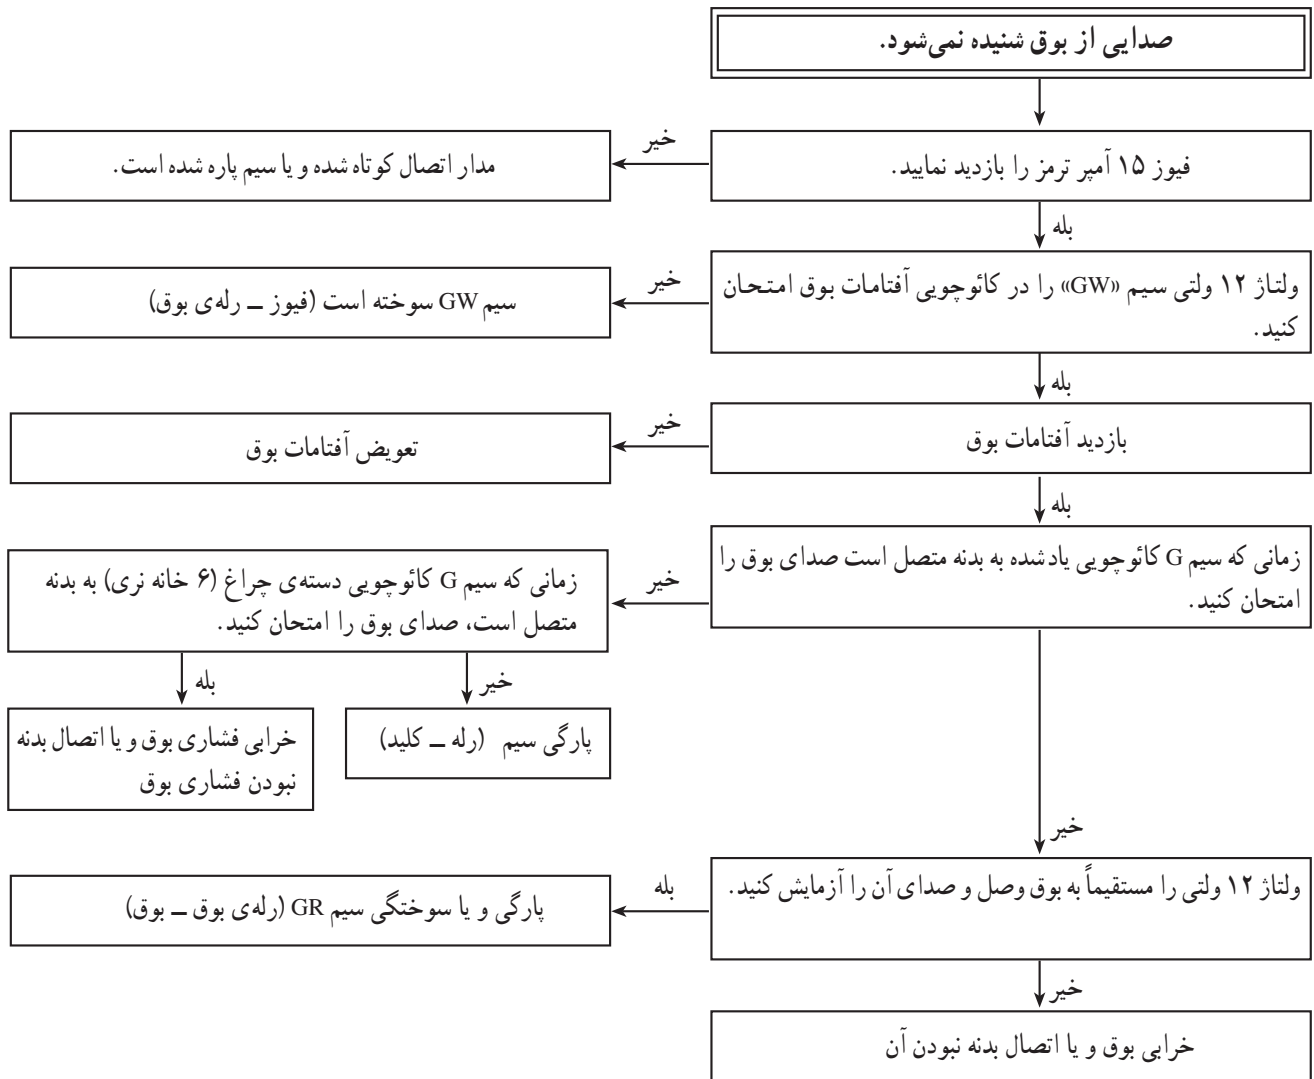 صدایی از بوق شنیده نمی‌شود.
فیوز ۱۵ آمپر ترمز را بازدید نمایید.
خیر
مدار اتصال کوتاه شده و یا سیم پاره شده است.
بله
ولتاژ ۱۲ ولتی سیم «GW» را در کائوچویی آفتامات بوق امتحان
کنید.
خیر
سیم GW سوخته است (فیوز ــ رله‌ی بوق)
بله
بازدید آفتامات بوق
خیر
تعویض آفتامات بوق
بله
زمانی که سیم G کائوچویی یادشده به بدنه متصل است صدای بوق را
امتحان کنید.
خیر
زمانی که سیم G کائوچویی دسته‌ی چراغ (۶ خانه نری) به بدنه
متصل است، صدای بوق را امتحان کنید.
خیر
پارگی سیم (رله ــ کلید)
بله
خرابی فشاری بوق و یا اتصال بدنه
نبودن فشاری بوق
خیر
ولتاژ ۱۲ ولتی را مستقیماً به بوق وصل و صدای آن را آزمایش کنید.
بله
پارگی و یا سوختگی سیم GR (رله‌ی بوق ــ بوق)
خیر
خرابی بوق و یا اتصال بدنه نبودن آن